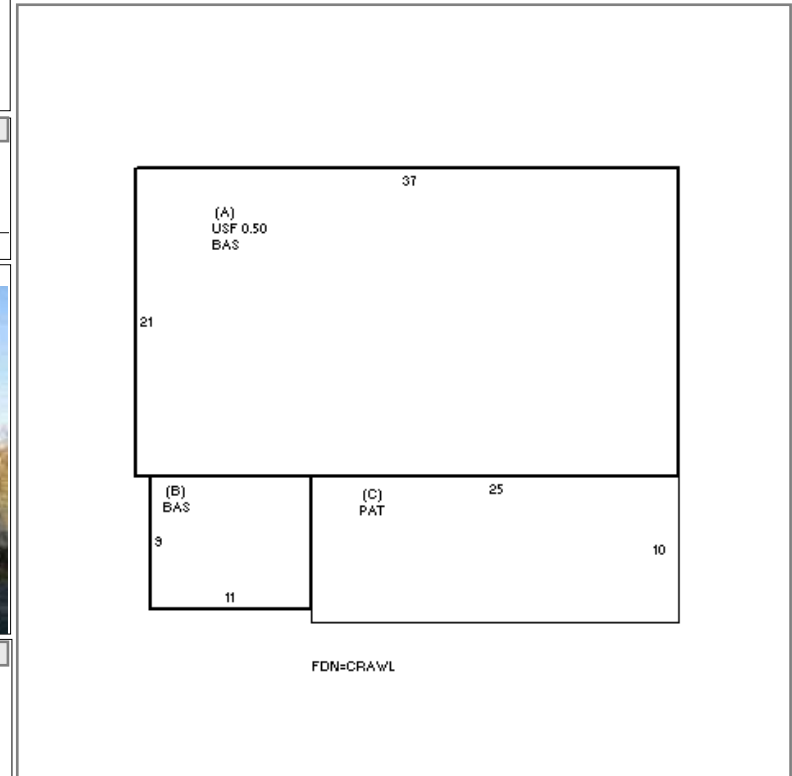 37
(A)
USF 0.50
BAS
21
(B)
BAS
(C)
PAT
25
9
10
11
FDN=CRAWL